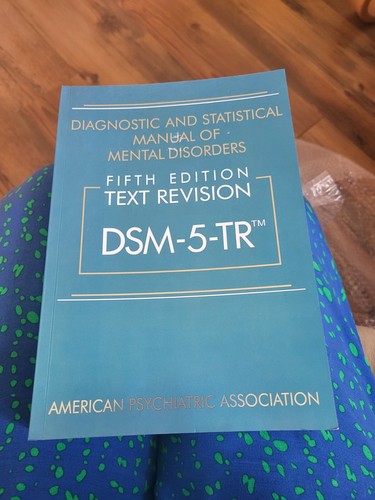 DIAGNOSTIC AND STATISTICAL
MANUAL OF
MENTAL DISORDERS
FIFTH EDITION
TEXT REVISION
DSM-5-TR™
AMERICAN PSYCHIATRIC ASSOCIATION